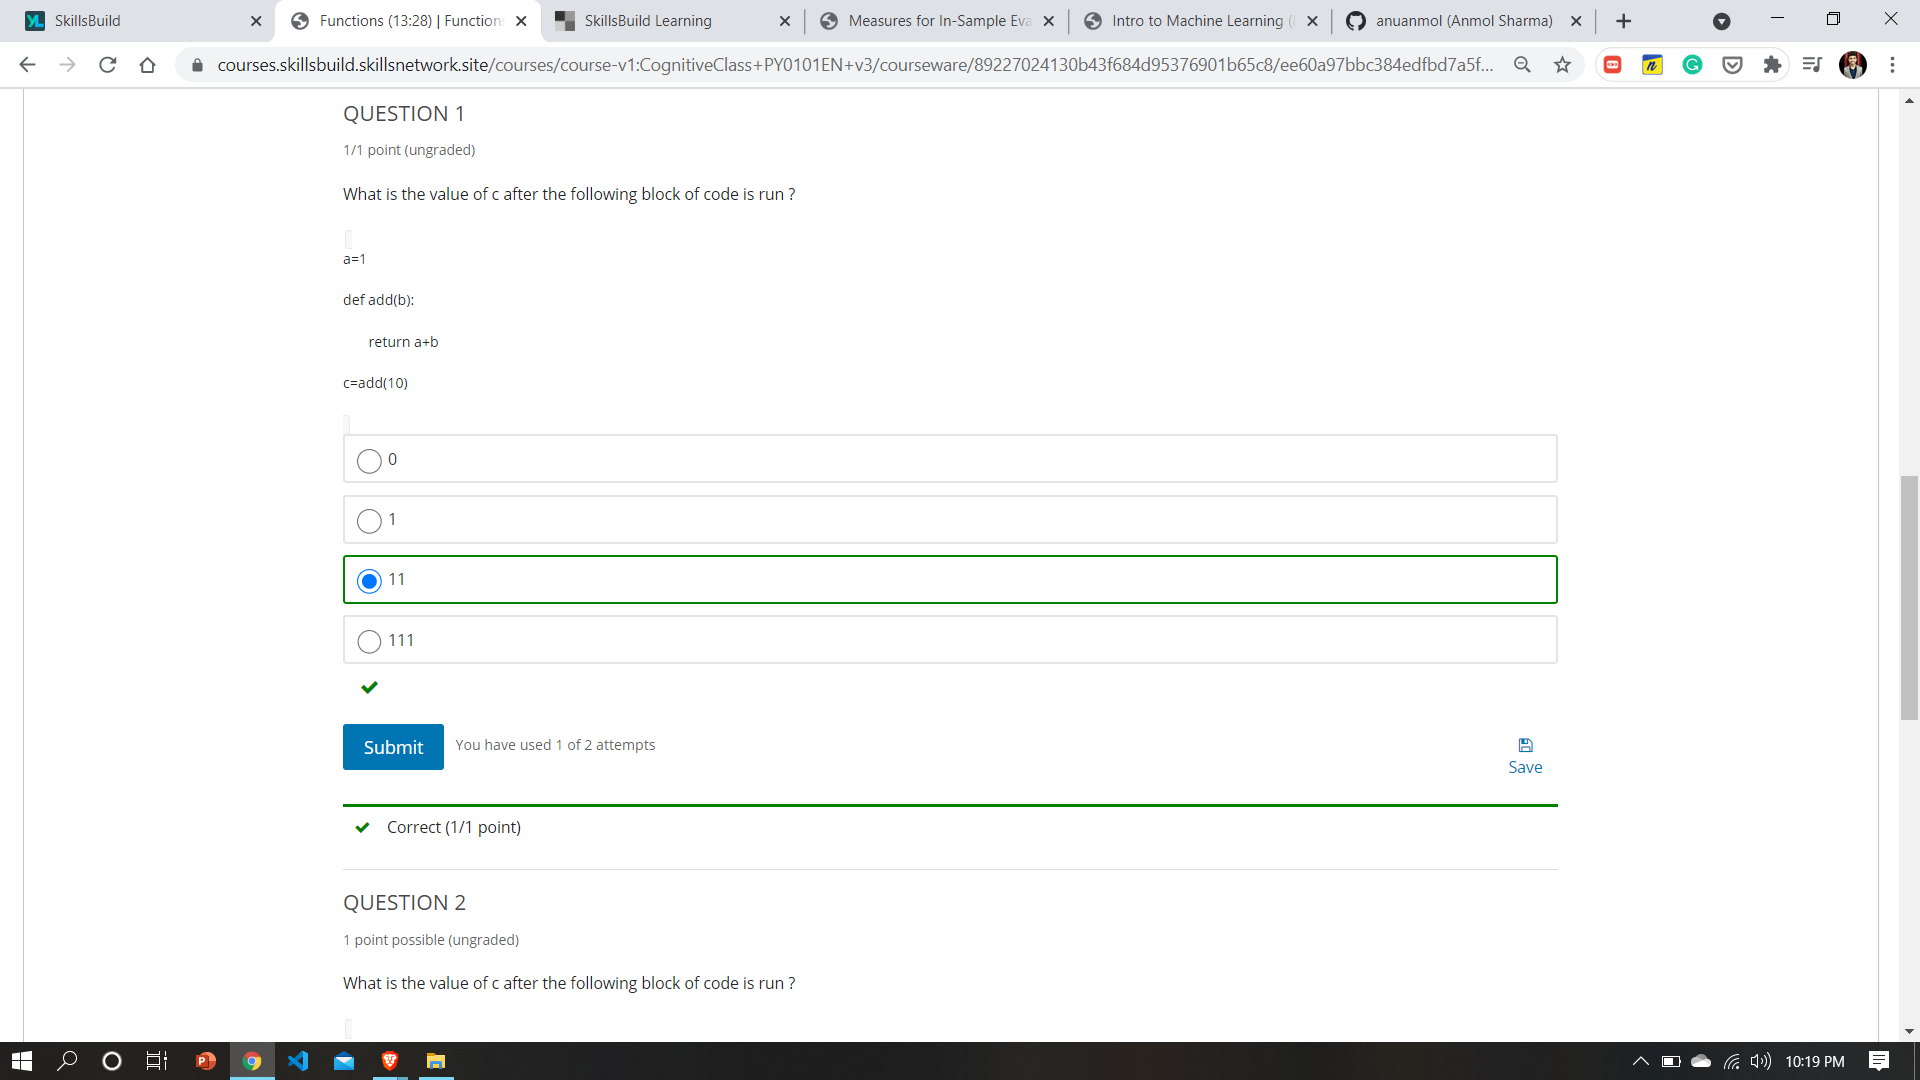 SkillsBuild
Functions (13:28) | Functions
SkillsBuild Learning
Measures for In-Sample Eva
Intro to Machine Learning (
anuanmol (Anmol Sharma)
courses.skillsbuild.skillsnetwork.site/courses/course-v1:CognitiveClass+PY0101EN+v3/courseware/89227024130b43f684d95376901b65c8/ee60a97bbc384edfbd7a5f...
QUESTION 1
1/1 point (ungraded)
What is the value of c after the following block of code is run ?
a=1
def add(b):
return a+b
c=add(10)
0
1
11
111
Submit
You have used 1 of 2 attempts
Save
Correct (1/1 point)
QUESTION 2
1 point possible (ungraded)
What is the value of c after the following block of code is run ?
10:19 PM